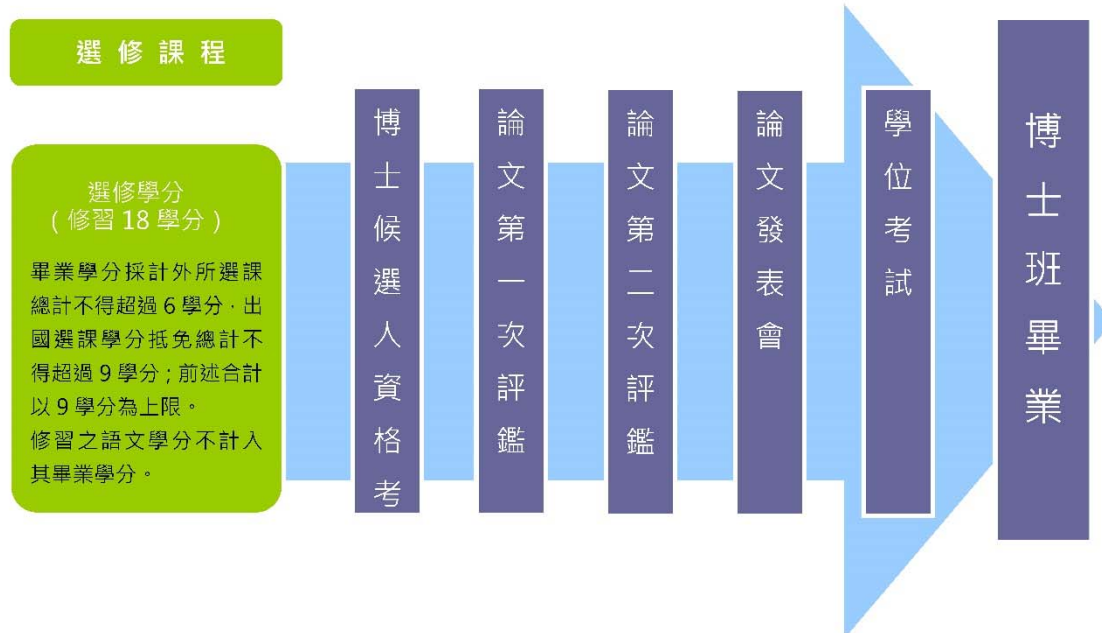 選修課程
選修學分
(修習 18 學分)
畢業學分採計外所選課
總計不得超過 6 學分，出
國選課學分抵免總計不
得超過 9 學分；前述合計
以 9 學分為上限。
修習之語文學分不計入
其畢業學分。
博士候選人資格考
論文第一次評鑑
論文第二次評鑑
論文發表會
學位考試
博士班畢業